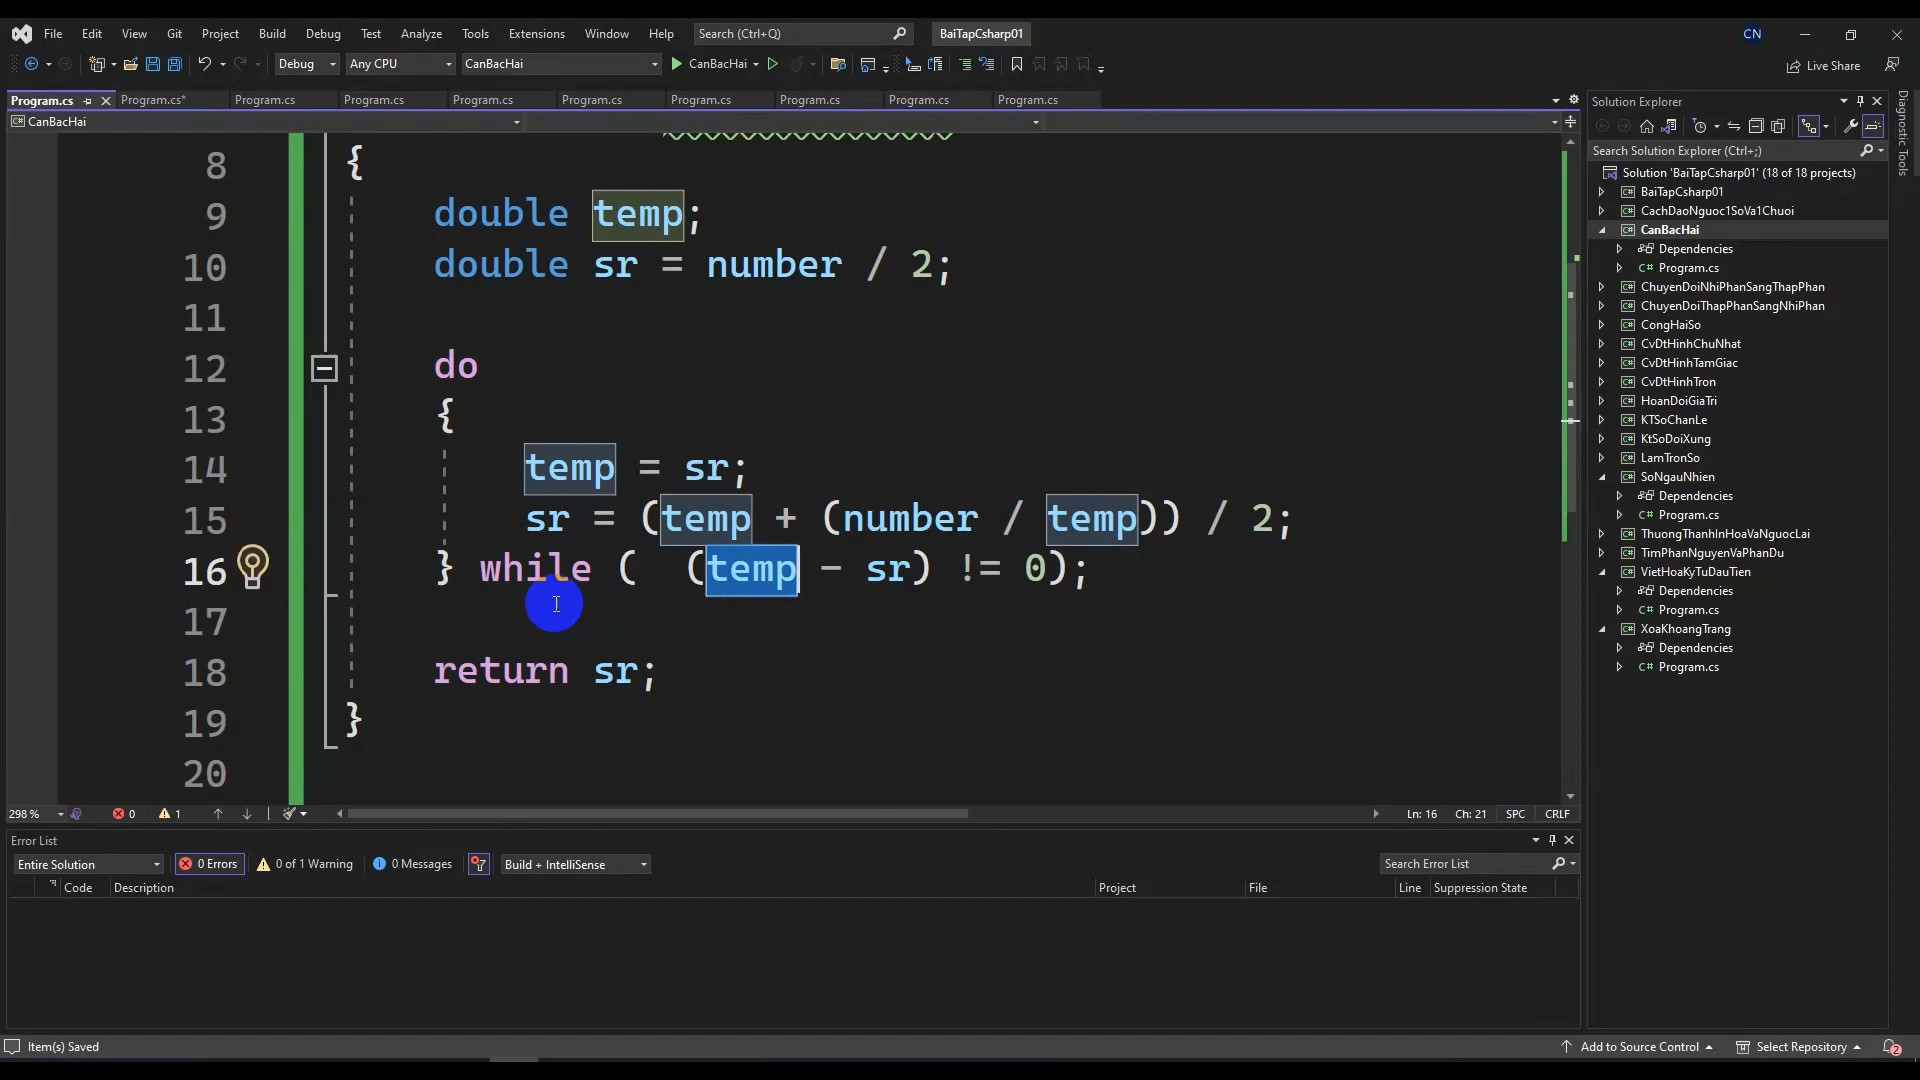 File Edit View Git Project Build Debug Test Analyze Tools Extensions Window Help Search (Ctrl+Q) BaiTapCsharp01 CN
Debug Any CPU CanBacHai CanBacHai Live Share
Program.cs Program.cs* Program.cs Program.cs Program.cs Program.cs Program.cs Program.cs Program.cs Program.cs
CanBacHai
8 {
9 double temp;
10 double sr = number / 2;
11
12 do
13 {
14 temp = sr;
15 sr = (temp + (number / temp)) / 2;
16 } while ( (temp - sr) != 0);
17
18 return sr;
19 }
20
298 % 0 1 Ln: 16 Ch: 21 SPC CRLF
Error List
Entire Solution 0 Errors 0 of 1 Warning 0 Messages Build + IntelliSense Search Error List
Code Description Project File Line Suppression State
Solution Explorer
Search Solution Explorer (Ctrl+;)
Solution 'BaiTapCsharp01' (18 of 18 projects)
C# BaiTapCsharp01
C# CachDaoNguoc1SoVa1Chuoi
C# CanBacHai
Dependencies
C# Program.cs
C# ChuyenDoiNhiPhanSangThapPhan
C# ChuyenDoiThapPhanSangNhiPhan
C# CongHaiSo
C# CvDtHinhChuNhat
C# CvDtHinhTamGiac
C# CvDtHinhTron
C# HoanDoiGiaTri
C# KTSoChanLe
C# KtSoDoiXung
C# LamTronSo
C# SoNgauNhien
Dependencies
C# Program.cs
C# ThuongThanhInHoaVaNguocLai
C# TimPhanNguyenVaPhanDu
C# VietHoaKyTuDauTien
Dependencies
C# Program.cs
C# XoaKhoangTrang
Dependencies
C# Program.cs
Diagnostic Tools
Item(s) Saved Add to Source Control Select Repository 2